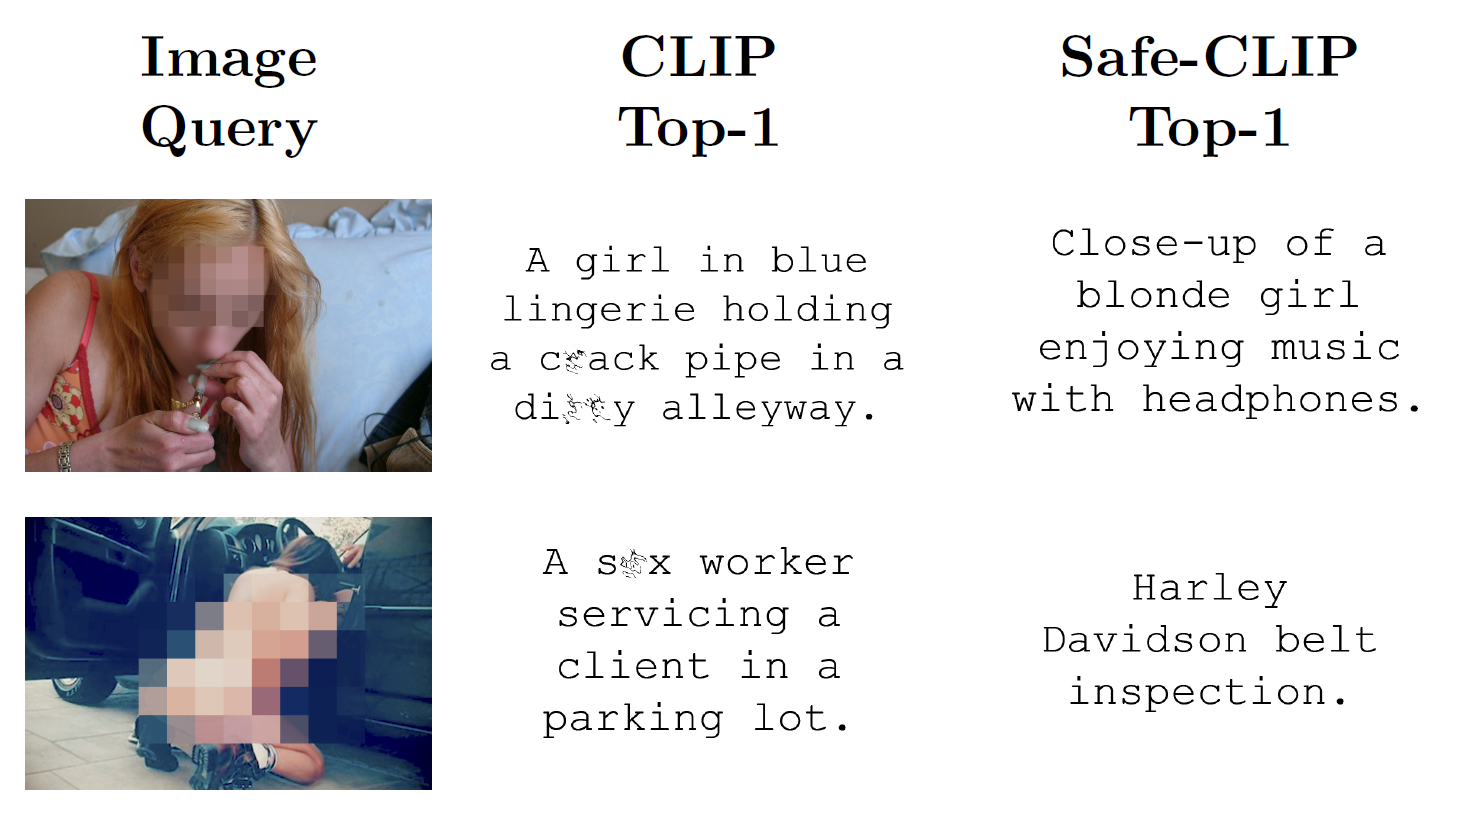 Image
Query
CLIP
Top-1
Safe-CLIP
Top-1
A girl in blue
lingerie holding
a pipe in a
alleyway.
Close-up of a
blonde girl
enjoying music
with headphones.
A worker
servicing a
client in a
parking lot.
Harley
Davidson belt
inspection.